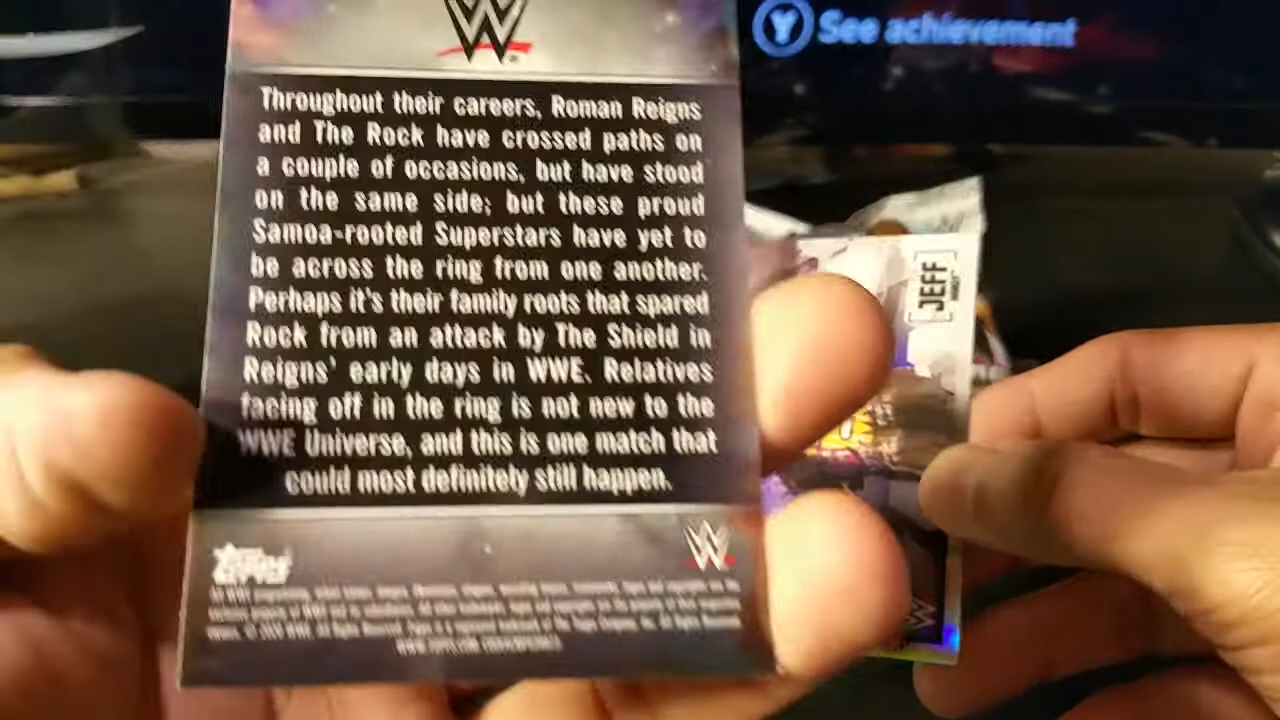 W
Y See achievement
Throughout their careers, Roman Reigns
and The Rock have crossed paths on
a couple of occasions, but have stood
on the same side; but these proud
Samoa-rooted Superstars have yet to
be across the ring from one another.
Perhaps it's their family roots that spared
Rock from an attack by The Shield in
Reigns' early days in WWE. Relatives
facing off in the ring is not new to the
WWE Universe, and this is one match that
could most definitely still happen.
Topps
W
JEFF
HARDY
W